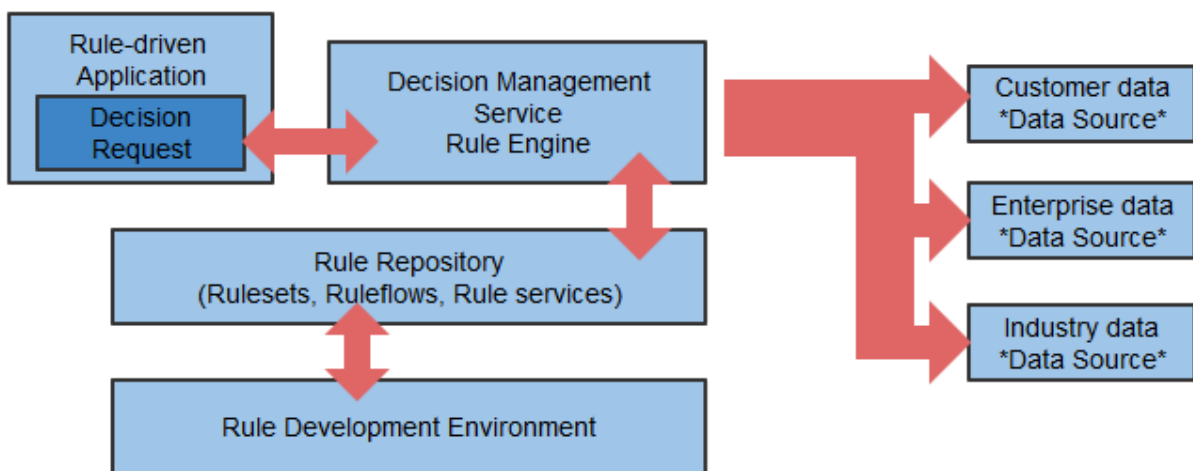 Rule-driven
Application
Decision
Request
Decision Management
Service
Rule Engine
Customer data
*Data Source*
Enterprise data
*Data Source*
Industry data
*Data Source*
Rule Repository
(Rulesets, Ruleflows, Rule services)
Rule Development Environment